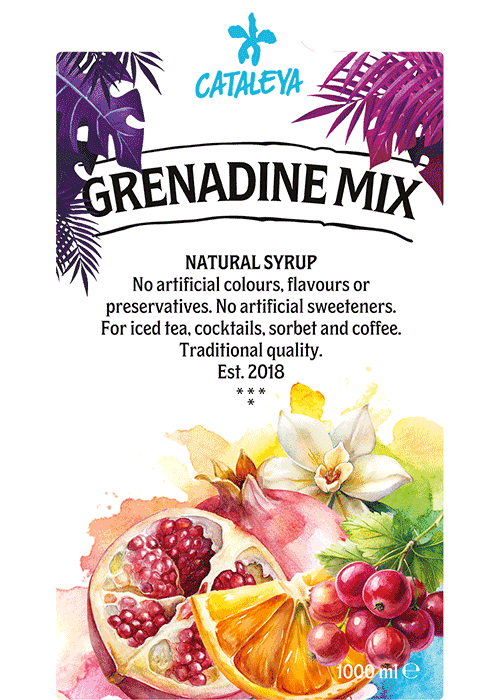 CATALEYA
GRENADINE MIX
NATURAL SYRUP
No artificial colours, flavours or
preservatives. No artificial sweeteners.
For iced tea, cocktails, sorbet and coffee.
Traditional quality.
Est. 2018
***
*
1000 ml ℮